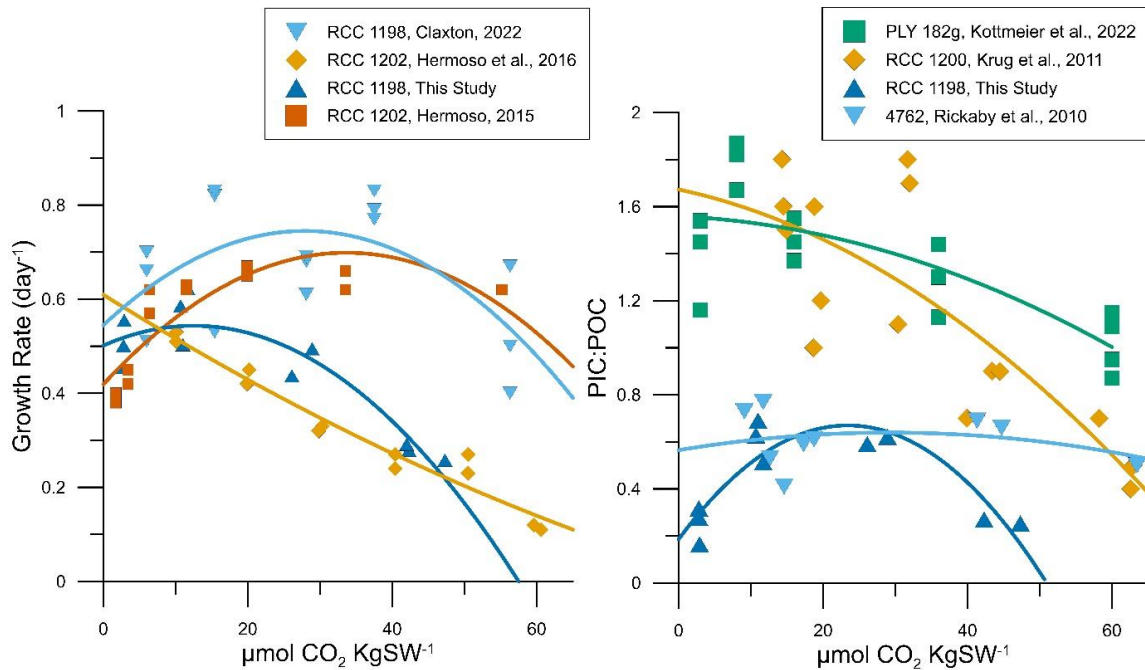 RCC 1198, Claxton, 2022
RCC 1202, Hermoso et al., 2016
RCC 1198, This Study
RCC 1202, Hermoso, 2015
1
0.8
0.6
0.4
0.2
0
Growth Rate (day⁻¹)
0 20 40 60
µmol CO₂ KgSW⁻¹
PLY 182g, Kottmeier et al., 2022
RCC 1200, Krug et al., 2011
RCC 1198, This Study
4762, Rickaby et al., 2010
2
1.6
1.2
0.8
0.4
0
PIC:POC
0 20 40 60
µmol CO₂ KgSW⁻¹